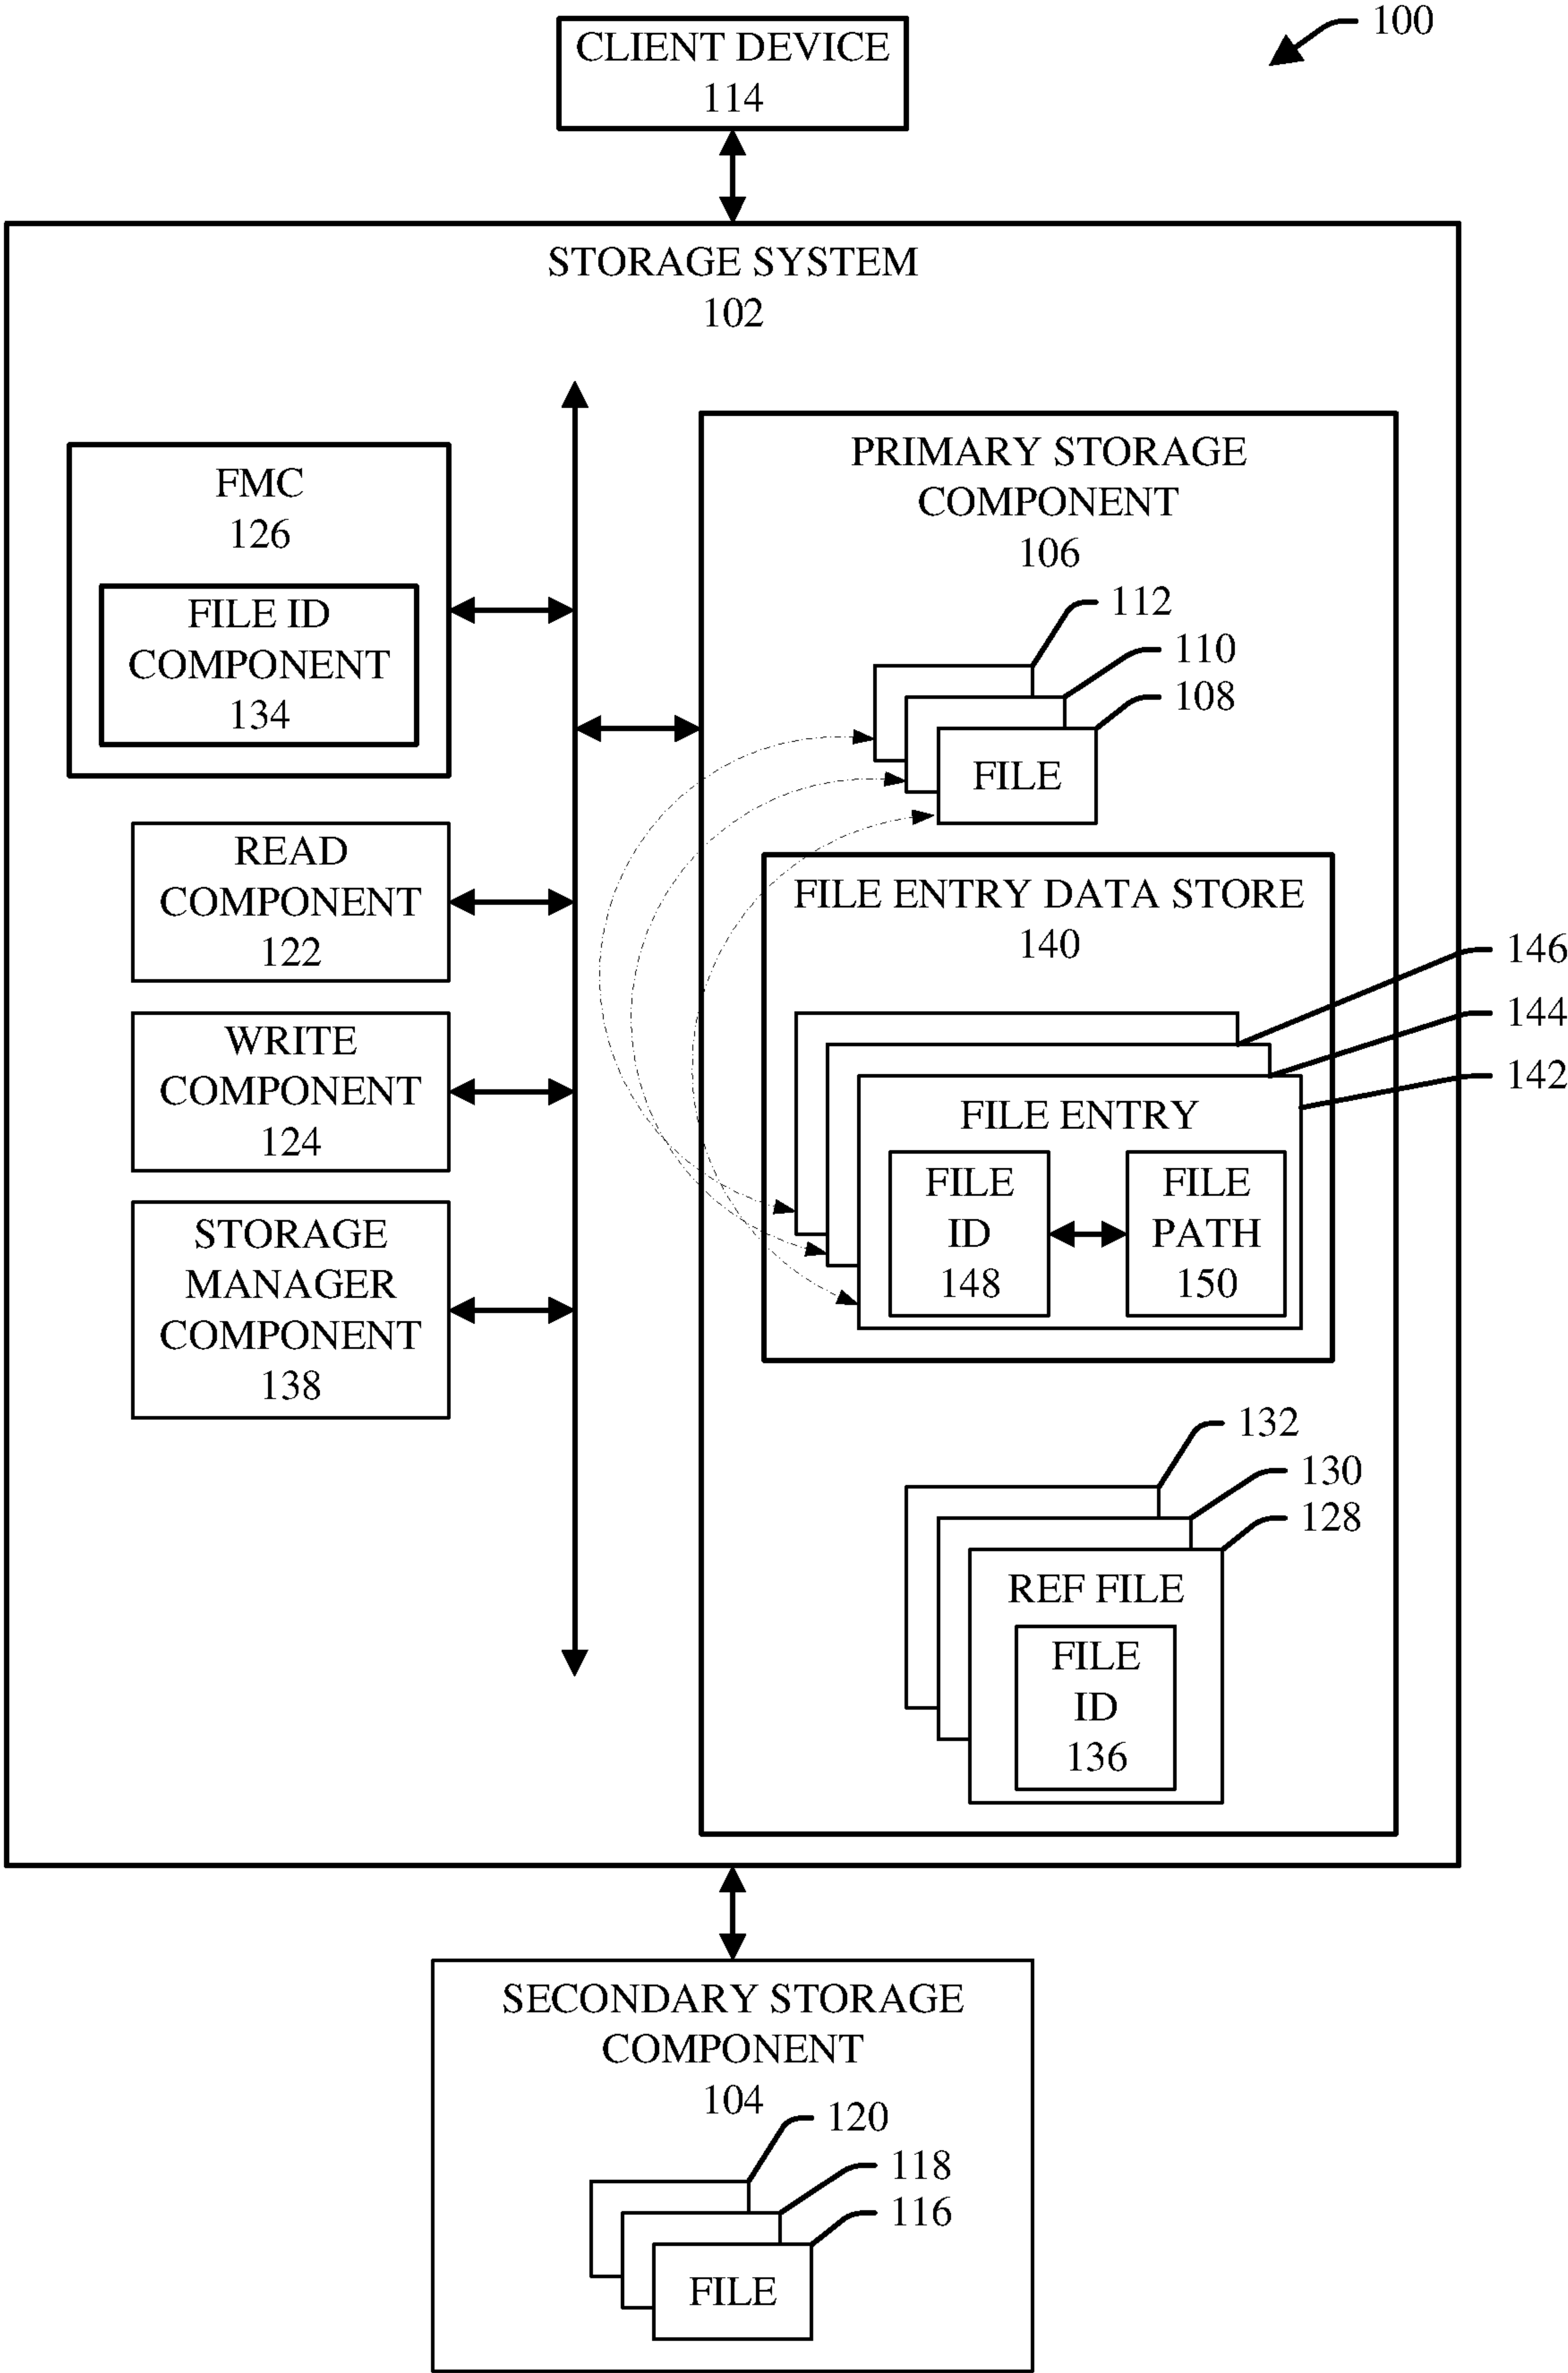 100
CLIENT DEVICE
114
STORAGE SYSTEM
102
FMC
126
FILE ID
COMPONENT
134
READ
COMPONENT
122
WRITE
COMPONENT
124
STORAGE
MANAGER
COMPONENT
138
PRIMARY STORAGE
COMPONENT
106
112
110
108
FILE
FILE ENTRY DATA STORE
140
146
144
142
FILE ENTRY
FILE
ID
148
FILE
PATH
150
132
130
128
REF FILE
FILE
ID
136
SECONDARY STORAGE
COMPONENT
104
120
118
116
FILE